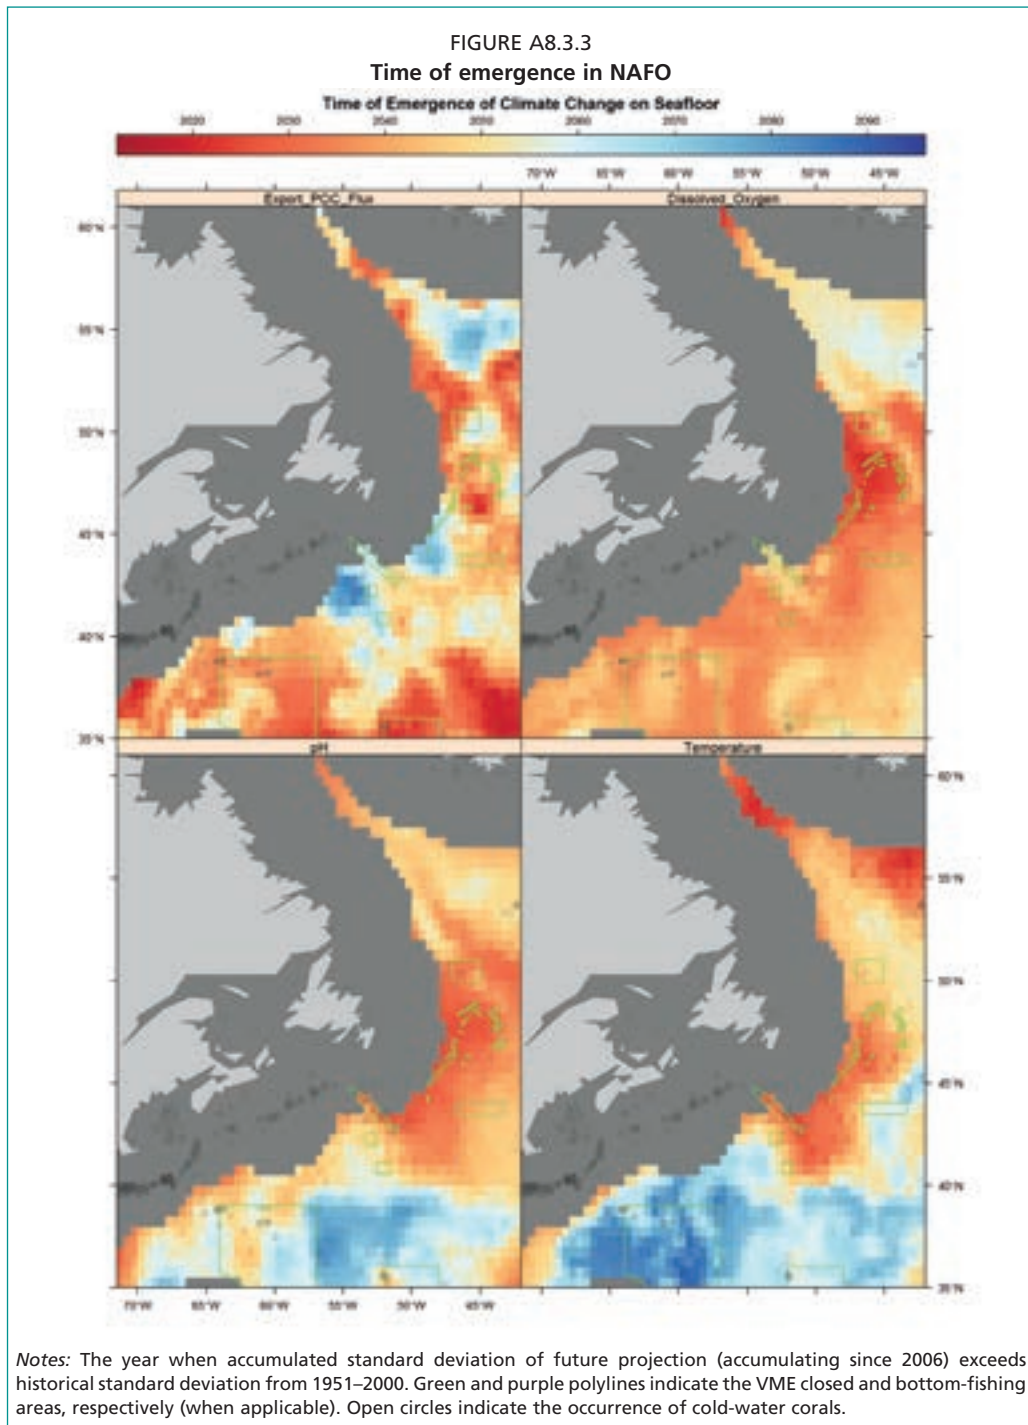 FIGURE A8.3.3
Time of emergence in NAFO
Time of Emergence of Climate Change on Seafloor
2020 2030 2040 2050 2060 2070 2080 2090
70°W 65°W 60°W 55°W 50°W 45°W
Export_POC_Flux Dissolved_Oxygen
60°N
55°N
50°N
45°N
40°N
35°N
pH Temperature
60°N
55°N
50°N
45°N
40°N
35°N
70°W 65°W 60°W 55°W 50°W 45°W
Notes: The year when accumulated standard deviation of future projection (accumulating since 2006) exceeds
historical standard deviation from 1951–2000. Green and purple polylines indicate the VME closed and bottom-fishing
areas, respectively (when applicable). Open circles indicate the occurrence of cold-water corals.